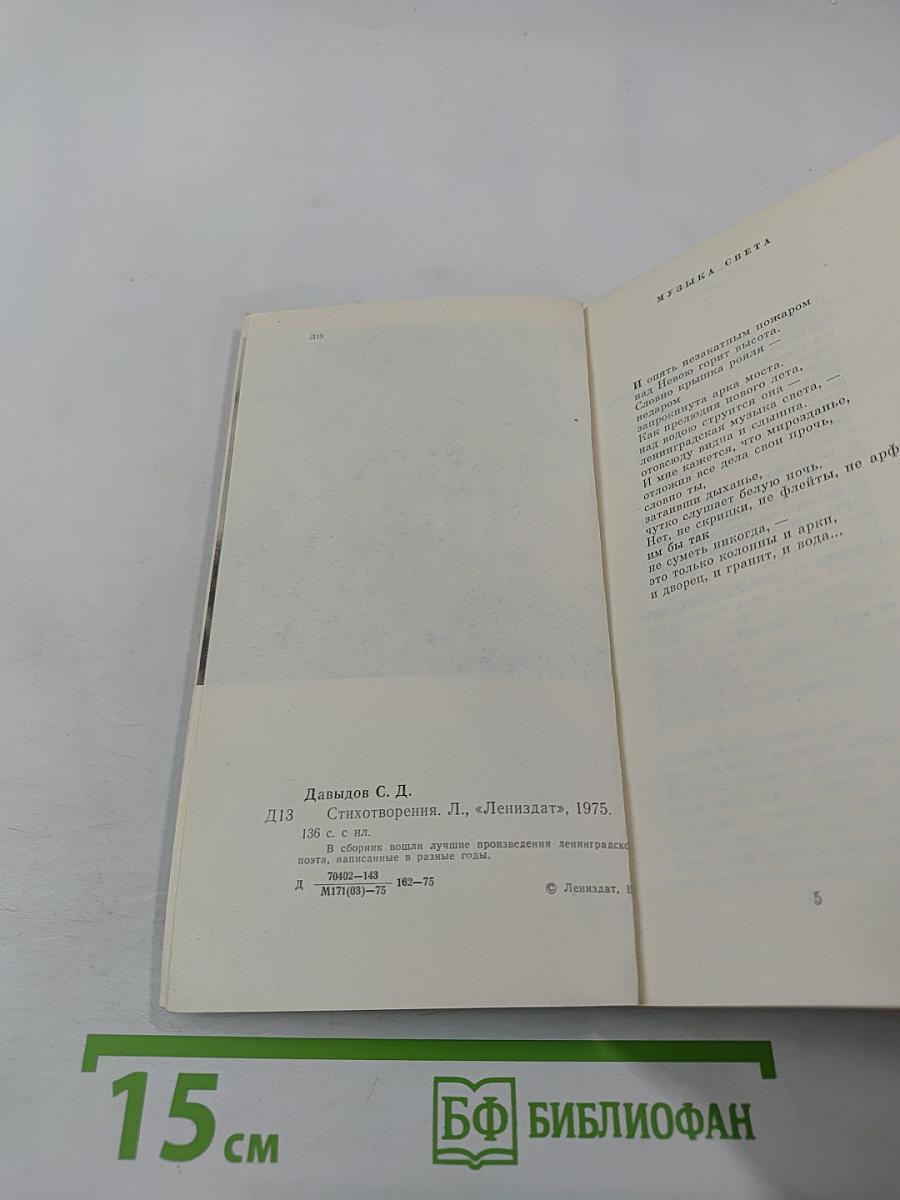 Д13
Давыдов С. Д.
Д13 Стихотворения. Л., «Лениздат», 1975.
136 с. с ил.
В сборник вошли лучшие произведения ленинградско
поэта, написанные в разные годы.
Д 70402—143 162—75
М171(03)—75
© Лениздат, 1
МУЗЫКА СВЕТА
И опять незакатным пожаром
над Невою горит высота.
Словно крышка рояля —
недаром
запрокинута арка моста.
Как прелюдия нового лета,
над водою струится она —
ленинградская музыка света, —
отовсюду видна и слышна.
И мне кажется, что мирозданье,
отложив все дела свои прочь,
словно ты,
затаивши дыханье,
чутко слушает белую ночь.
Нет, не скрипки, не флейты, не арф
им бы так
не суметь никогда, —
это только колонны и арки,
и дворец, и гранит, и вода...
5
15 см
БФ БИБЛИОФАН